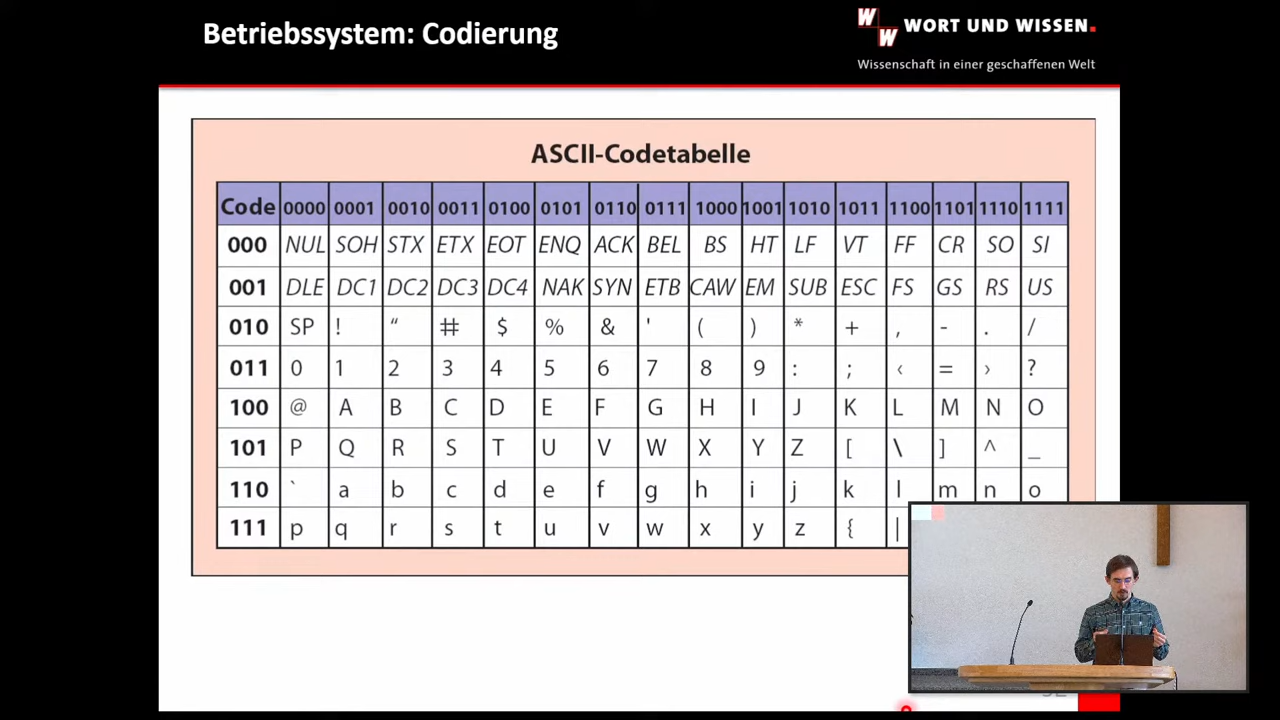 Betriebssystem: Codierung
WORT UND WISSEN.
Wissenschaft in einer geschaffenen Welt
ASCII-Codetabelle
Code 0000 0001 0010 0011 0100 0101 0110 0111 1000 1001 1010 1011 1100 1101 1110 1111
000 NUL SOH STX ETX EOT ENQ ACK BEL BS HT LF VT FF CR SO SI
001 DLE DC1 DC2 DC3 DC4 NAK SYN ETB CAW EM SUB ESC FS GS RS US
010 SP ! “ # $ % & ' ( ) * + , - . /
011 0 1 2 3 4 5 6 7 8 9 : ; ‹ = › ?
100 @ A B C D E F G H I J K L M N O
101 P Q R S T U V W X Y Z [ \ ] ^ _
110 ` a b c d e f g h i j k l m n o
111 p q r s t u v w x y z { |